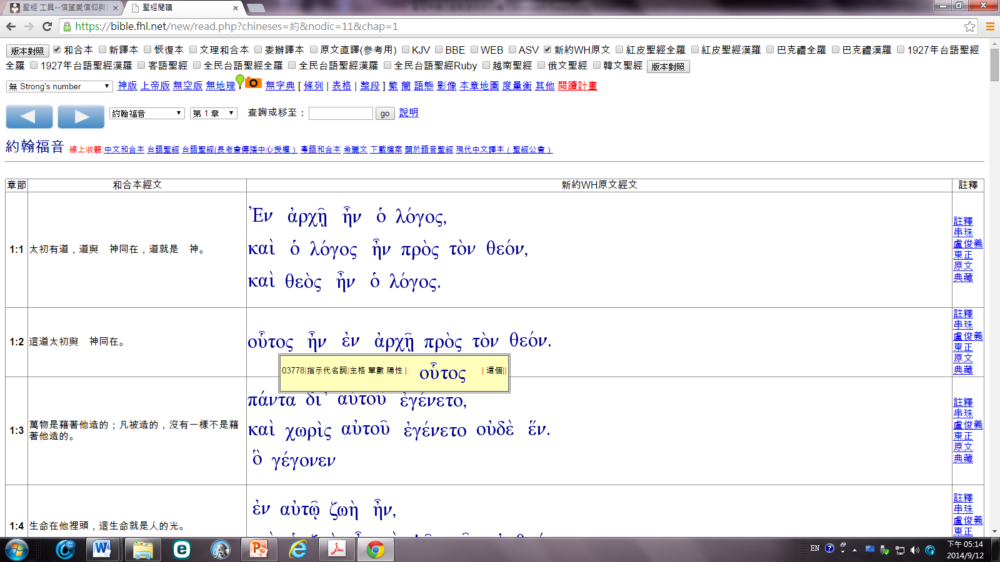 聖經 工具--信望愛信仰與
聖經閱讀
https://bible.fhl.net/new/read.php?chineses=約&nodic=11&chap=1
版本對照 和合本 新譯本 恢復本 文理和合本 委辦譯本 原文直譯(參考用) KJV BBE WEB ASV 新約WH原文 紅皮聖經全羅 紅皮聖經漢羅 巴克禮全羅 巴克禮漢羅 1927年台語聖經
全羅 1927年台語聖經漢羅 客語聖經 全民台語聖經全羅 全民台語聖經漢羅 全民台語聖經Ruby 越南聖經 俄文聖經 韓文聖經 版本對照
無 Strong's number 神版 上帝版 無空版 無地理 無字典 [ 條列 | 表格 | 整段 ] 繁 簡 語態 影像 本章地圖 度量衡 其他 閱讀計畫
約翰福音 第 1 章 查詢或移至： go 說明
約翰福音 線上收聽:中文和合本 台語聖經 台語聖經(長老會傳播中心授權） 粵語和合本 希臘文 下載檔案 關於語音聖經 現代中文譯本（聖經公會）
章節 和合本經文 新約WH原文經文 註釋
1:1 太初有道，道與　神同在，道就是　神。
Ἐν ἀρχῇ ἦν ὁ λόγος,
καὶ ὁ λόγος ἦν πρὸς τὸν θεόν,
καὶ θεὸς ἦν ὁ λόγος.
註釋
串珠
盧俊義
東正
原文
典藏
1:2 這道太初與　神同在。
οὗτος ἦν ἐν ἀρχῇ πρὸς τὸν θεόν.
註釋
串珠
盧俊義
東正
原文
典藏
03778|指示代名詞|主格 單數 陽性 | οὗτος | 這個||
1:3 萬物是藉著他造的；凡被造的，沒有一樣不是藉
著他造的。
πάντα δι’ αὐτοῦ ἐγένετο,
καὶ χωρὶς αὐτοῦ ἐγένετο οὐδὲ ἕν.
ὃ γέγονεν
註釋
串珠
盧俊義
東正
原文
典藏
1:4 生命在他裡頭，這生命就是人的光。
ἐν αὐτῷ ζωὴ ἦν,
註釋
串珠
盧俊義
東正
EN
下午 05:14
2014/9/12